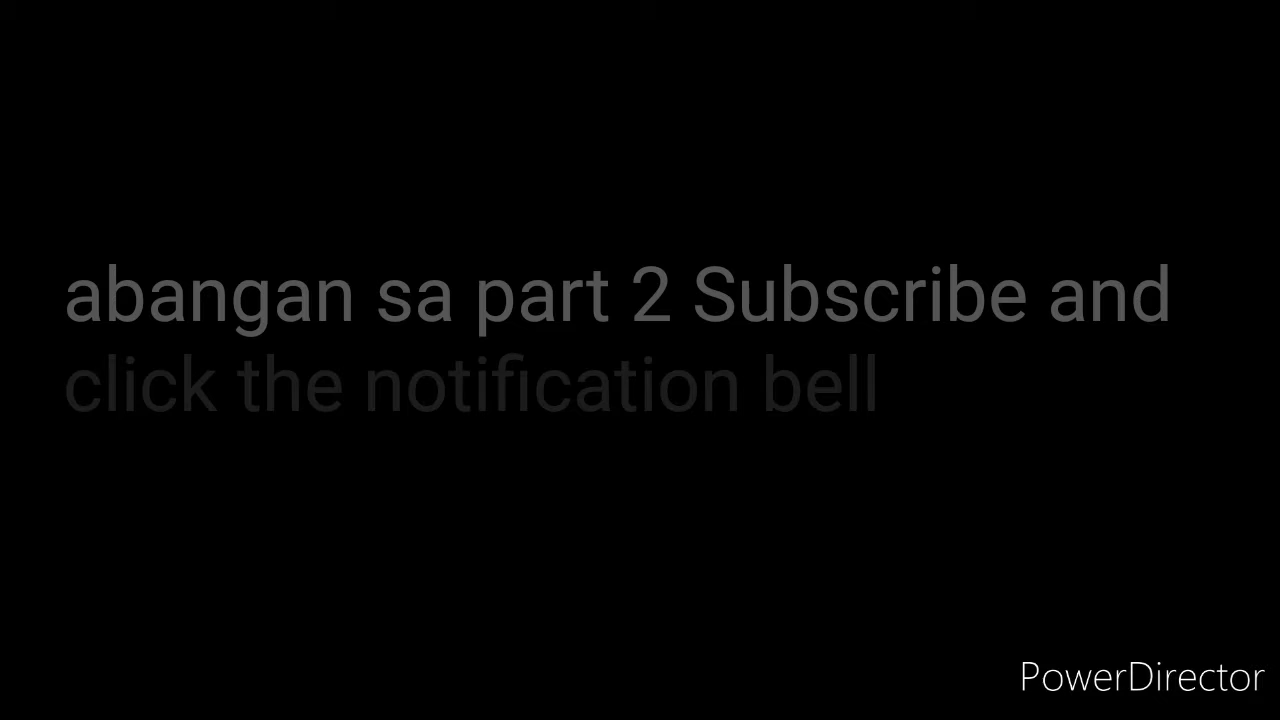 abangan sa part 2 Subscribe and
click the notification bell
PowerDirector